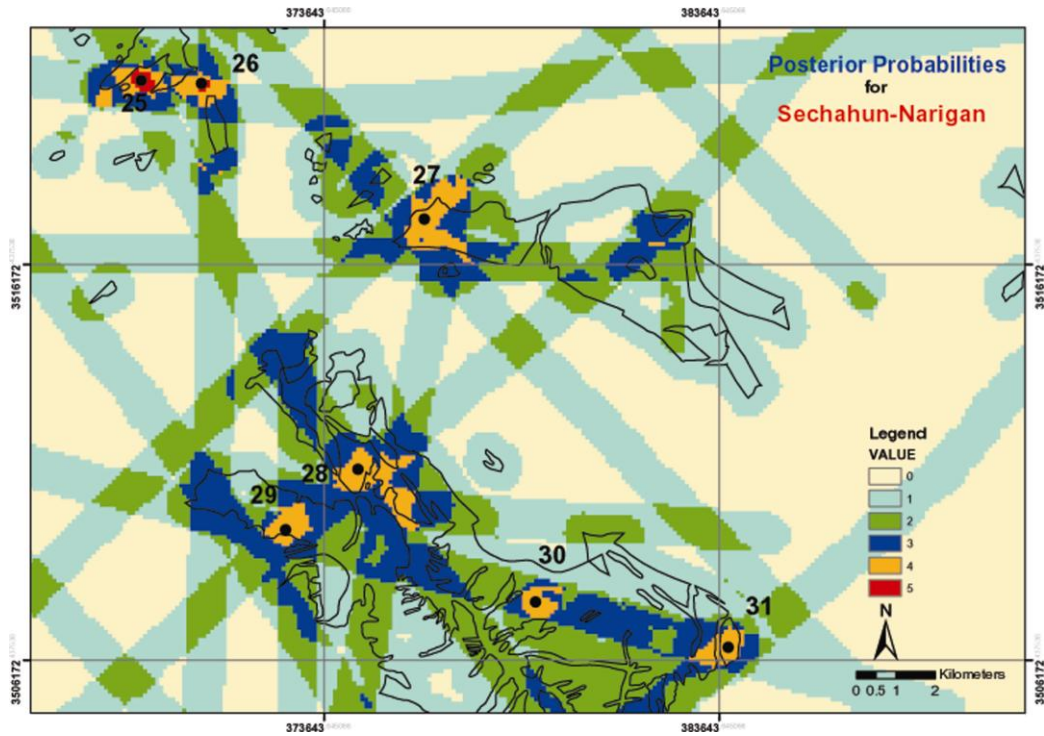 373643
383643
Posterior Probabilities
for
Sechahun-Narigan
26
25
27
3516172
3516172
28
29
30
31
Legend
VALUE
0
1
2
3
4
5
N
Kilometers
0 0.5 1 2
3506172
3506172
373643
383643